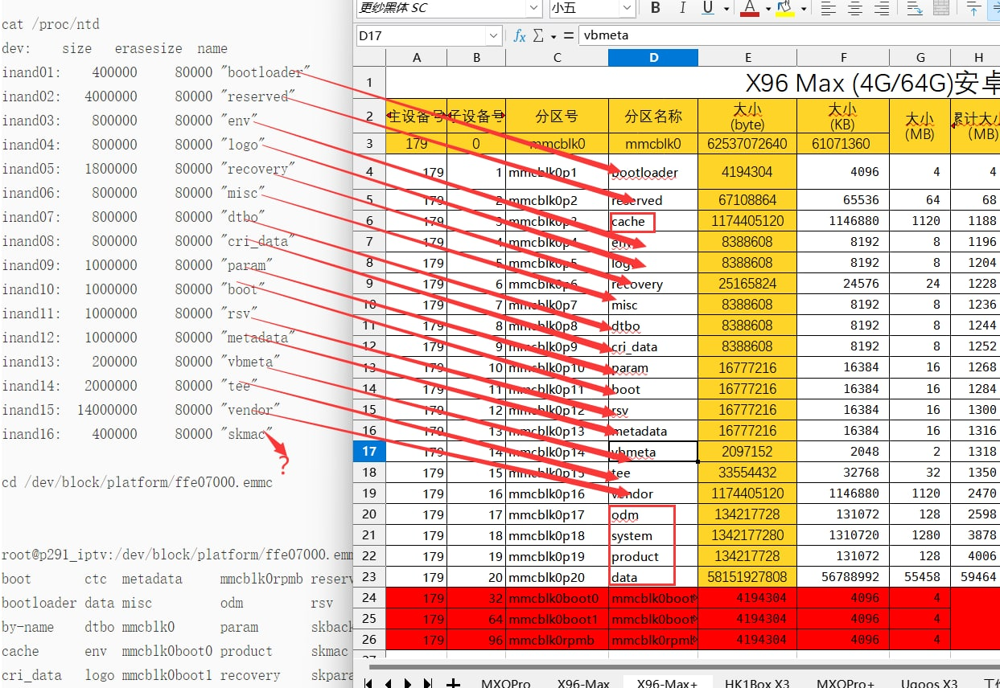 cat /proc/ntd
dev: size erasesize name
inand01: 400000 80000 "bootloader"
inand02: 4000000 80000 "reserved"
inand03: 800000 80000 "env"
inand04: 800000 80000 "logo"
inand05: 1800000 80000 "recovery"
inand06: 800000 80000 "misc"
inand07: 800000 80000 "dtbo"
inand08: 800000 80000 "cri_data"
inand09: 1000000 80000 "param"
inand10: 1000000 80000 "boot"
inand11: 1000000 80000 "rsv"
inand12: 1000000 80000 "metadata"
inand13: 200000 80000 "vbmeta"
inand14: 2000000 80000 "tee"
inand15: 14000000 80000 "vendor"
inand16: 400000 80000 "skmac"
?
cd /dev/block/platform/ffe07000.emmc
root@p291_iptv:/dev/block/platform/ffe07000.emm
boot ctc metadata mmcblk0rpmb reserv
bootloader data misc odm rsv
by-name dtbo mmcblk0 param skback
cache env mmcblk0boot0 product skmac
cri_data logo mmcblk0boot1 recovery skpara
更纱黑体 SC 小五 B I U A
D17 fx Σ = vbmeta
A B C D E F G H
1 X96 Max (4G/64G)安卓
2 主设备号 子设备号 分区号 分区名称 大小 (byte) 大小 (KB) 大小 (MB) 累计大小 (MB)
3 179 0 mmcblk0 mmcblk0 62537072640 61071360
4 179 1 mmcblk0p1 bootloader 4194304 4096 4 4
5 179 2 mmcblk0p2 reserved 67108864 65536 64 68
6 179 3 mmcblk0p3 cache 1174405120 1146880 1120 1188
7 179 4 mmcblk0p4 env 8388608 8192 8 1196
8 179 5 mmcblk0p5 logo 8388608 8192 8 1204
9 179 6 mmcblk0p6 recovery 25165824 24576 24 1228
10 179 7 mmcblk0p7 misc 8388608 8192 8 1236
11 179 8 mmcblk0p8 dtbo 8388608 8192 8 1244
12 179 9 mmcblk0p9 cri_data 8388608 8192 8 1252
13 179 10 mmcblk0p10 param 16777216 16384 16 1268
14 179 11 mmcblk0p11 boot 16777216 16384 16 1284
15 179 12 mmcblk0p12 rsv 16777216 16384 16 1300
16 179 13 mmcblk0p13 metadata 16777216 16384 16 1316
17 179 14 mmcblk0p14 vbmeta 2097152 2048 2 1318
18 179 15 mmcblk0p15 tee 33554432 32768 32 1350
19 179 16 mmcblk0p16 vendor 1174405120 1146880 1120 2470
20 179 17 mmcblk0p17 odm 134217728 131072 128 2598
21 179 18 mmcblk0p18 system 1342177280 1310720 1280 3878
22 179 19 mmcblk0p19 product 134217728 131072 128 4006
23 179 20 mmcblk0p20 data 58151927808 56788992 55458 59464
24 179 32 mmcblk0boot0 mmcblk0boot 4194304 4096 4
25 179 64 mmcblk0boot1 mmcblk0boot 4194304 4096 4
26 179 96 mmcblk0rpmb mmcblk0rpmb 4194304 4096 4
27
MXQPro X96-Max X96-Max+ HK1Box X3 MXQPro+ Ugoos X3 工作